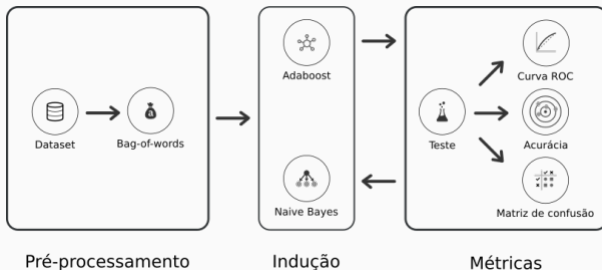 Dataset
Bag-of-words
Adaboost
Naive Bayes
Teste
Curva ROC
Acurácia
Matriz de confusão
Pré-processamento
Indução
Métricas